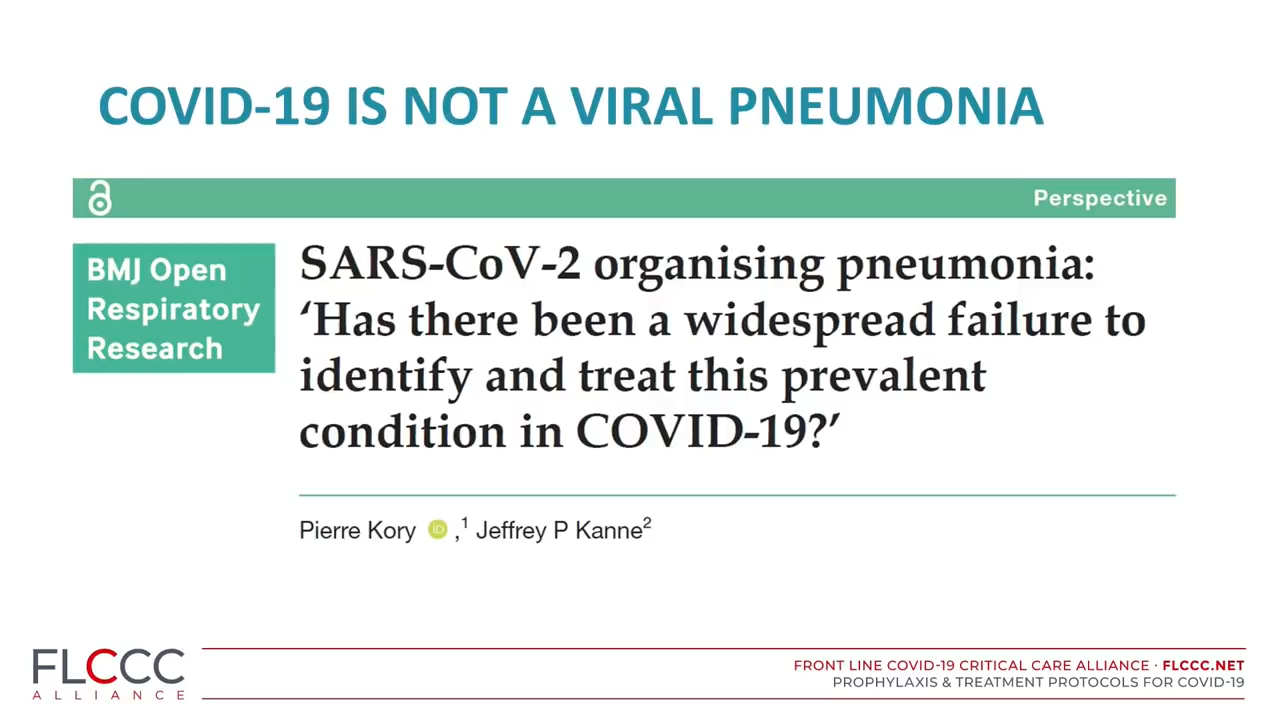 COVID-19 IS NOT A VIRAL PNEUMONIA
Perspective
BMJ Open
Respiratory
Research
SARS-CoV-2 organising pneumonia:
‘Has there been a widespread failure to
identify and treat this prevalent
condition in COVID-19?’
Pierre Kory iD ,1 Jeffrey P Kanne2
FLCCC
ALLIANCE
FRONT LINE COVID-19 CRITICAL CARE ALLIANCE · FLCCC.NET
PROPHYLAXIS & TREATMENT PROTOCOLS FOR COVID-19